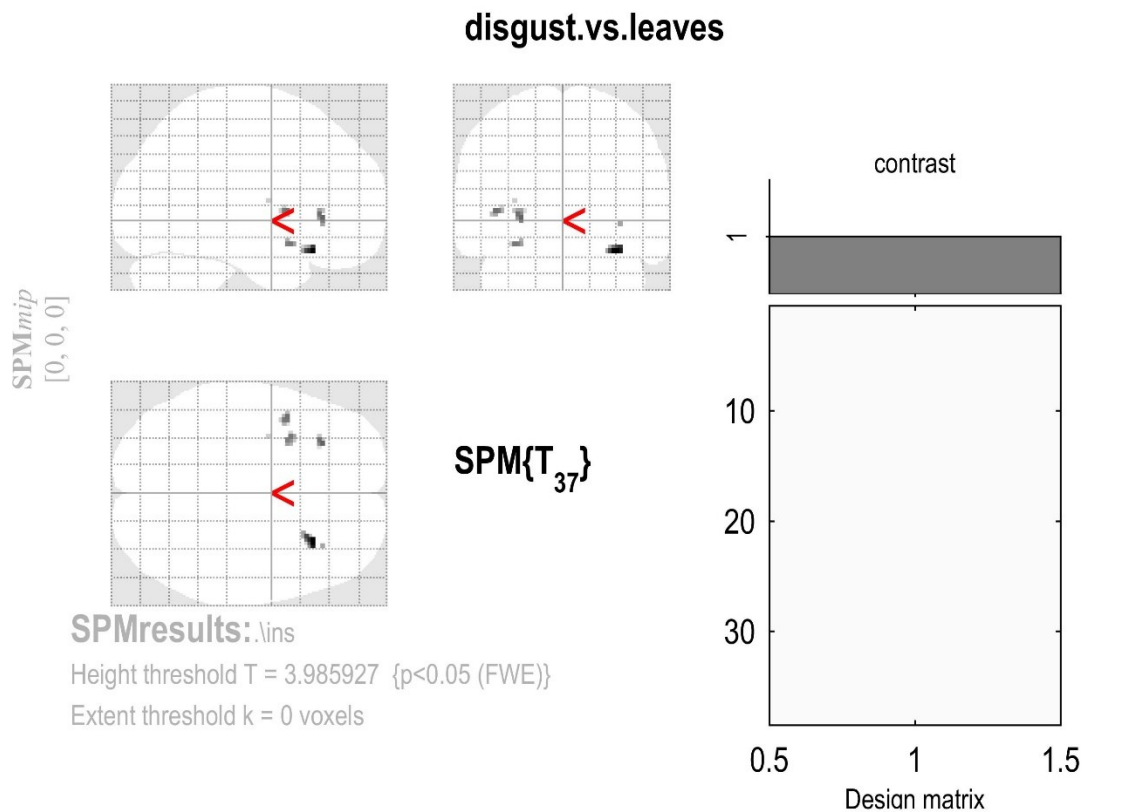 disgust.vs.leaves
SPMmip
[0, 0, 0]
<
<
<
SPM{T37}
SPMresults: .\ins
Height threshold T = 3.985927 {p<0.05 (FWE)}
Extent threshold k = 0 voxels
contrast
1
10
20
30
0.5 1 1.5
Design matrix